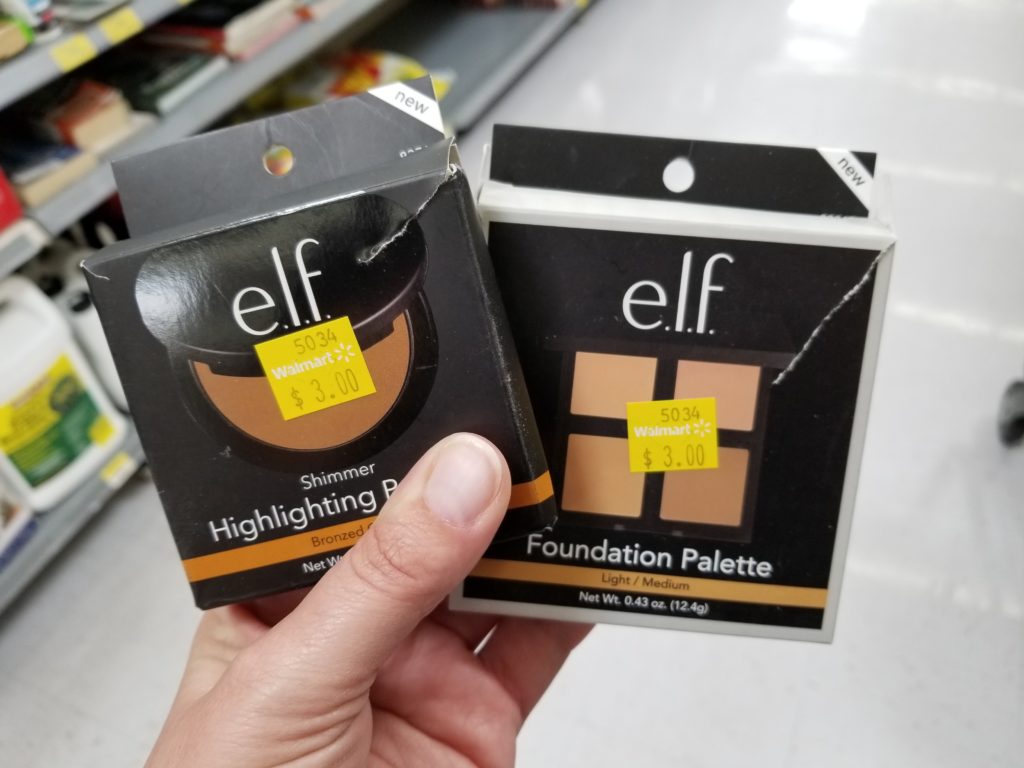 new
e.l.f.
5034
Walmart
$ 3.00
Shimmer
Highlighting
Bronzed
Net
new
e.l.f.
5034
Walmart
$ 3.00
Foundation Palette
Light / Medium
Net Wt. 0.43 oz. (12.4g)